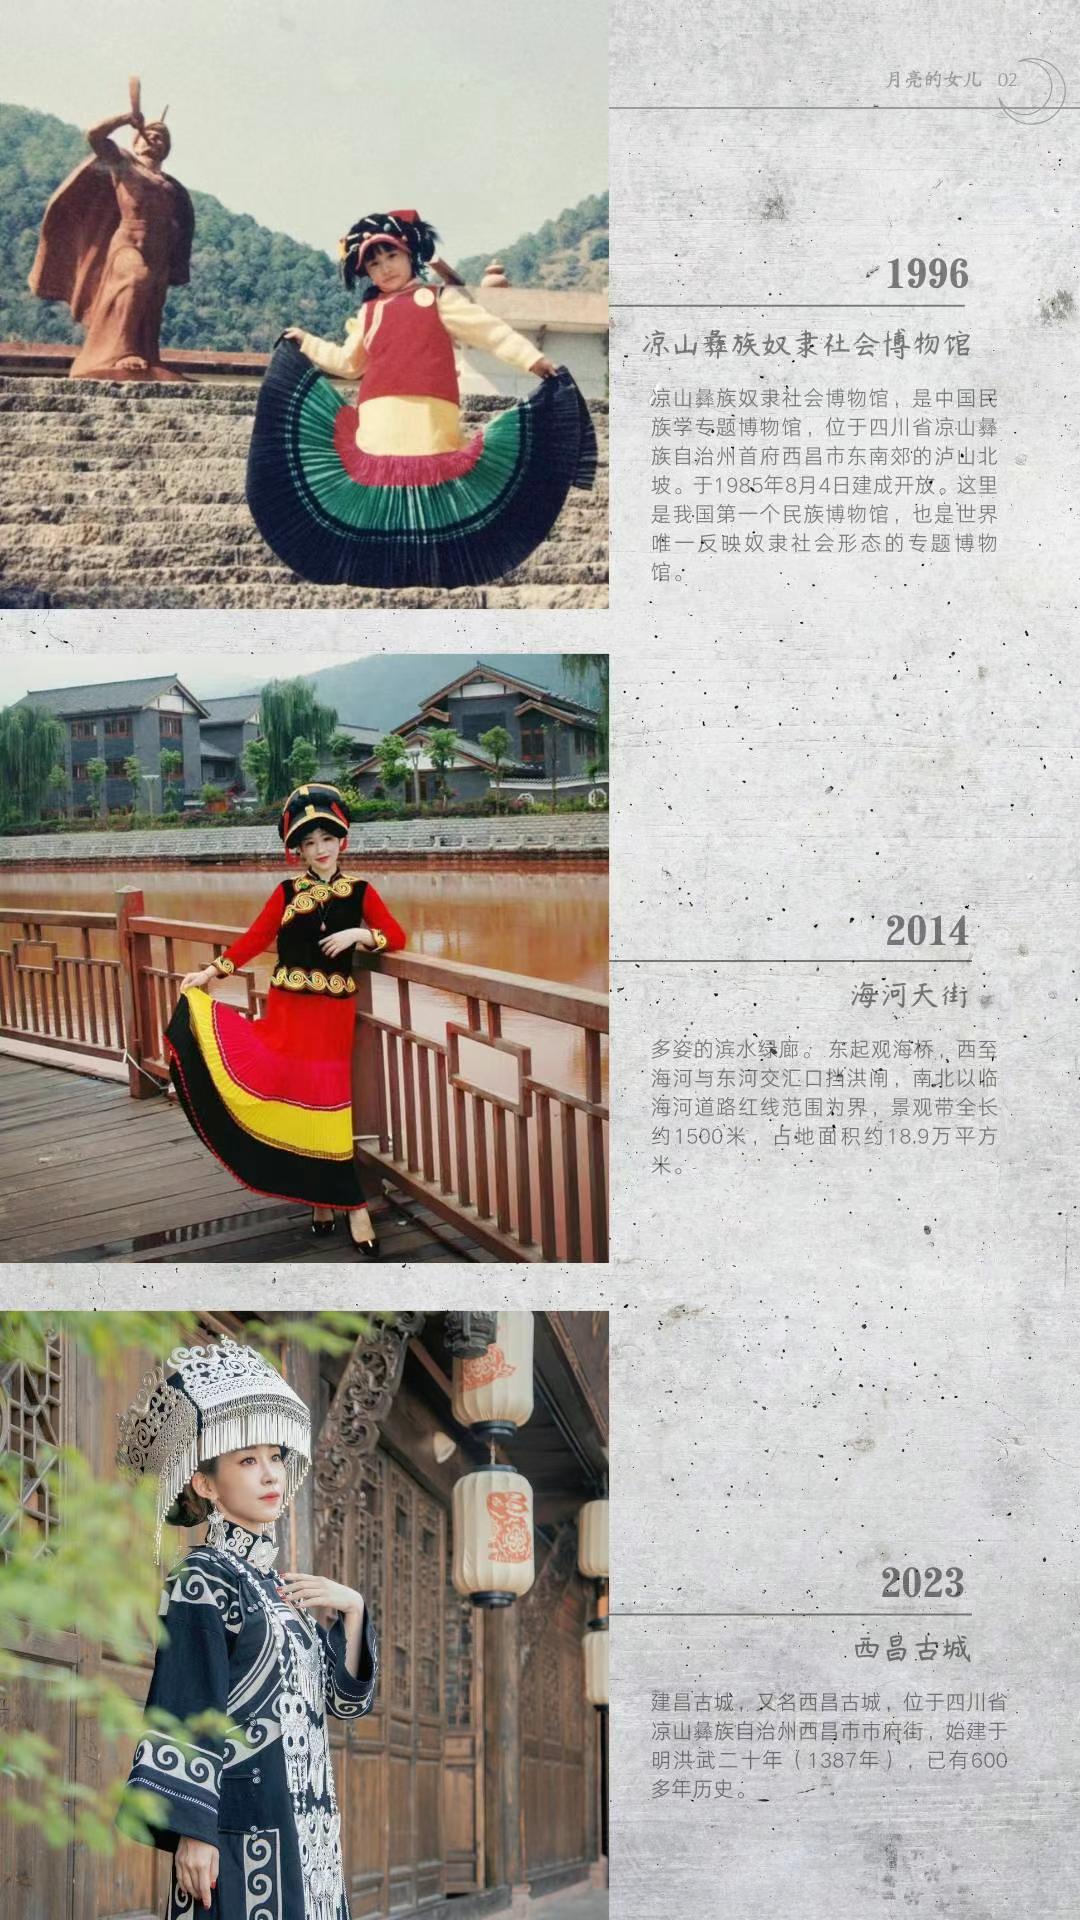 月亮的女儿 02
1996
凉山彝族奴隶社会博物馆
凉山彝族奴隶社会博物馆，是中国民
族学专题博物馆，位于四川省凉山彝
族自治州首府西昌市东南郊的泸山北
坡。于1985年8月4日建成开放。这里
是我国第一个民族博物馆，也是世界
唯一反映奴隶社会形态的专题博物
馆。
2014
海河天街
多姿的滨水绿廊。 东起观海桥，西至
海河与东河交汇口挡洪闸，南北以临
海河道路红线范围为界，景观带全长
约1500米，占地面积约18.9万平方
米。
2023
西昌古城
建昌古城，又名西昌古城，位于四川省
凉山彝族自治州西昌市市府街，始建于
明洪武二十年（1387年），已有600
多年历史。